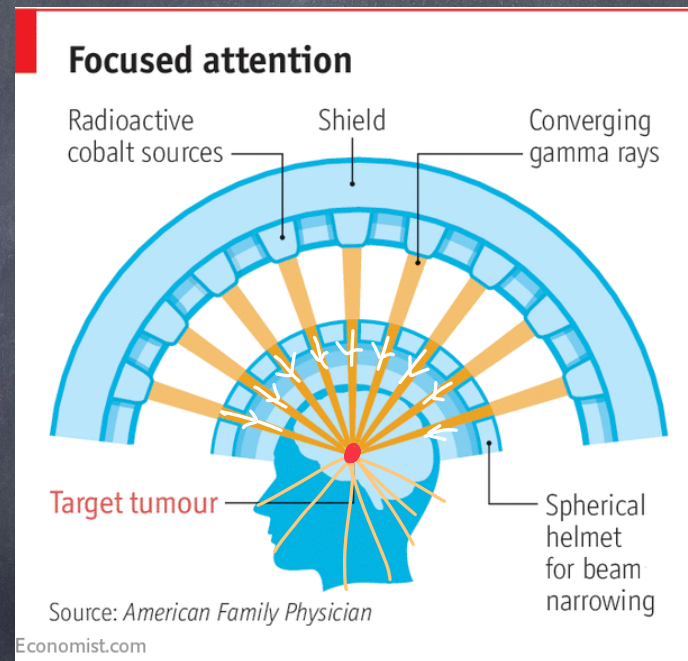 Focused attention
Radioactive
cobalt sources
Shield
Converging
gamma rays
Target tumour
Spherical
helmet
for beam
narrowing
Source: American Family Physician
Economist.com